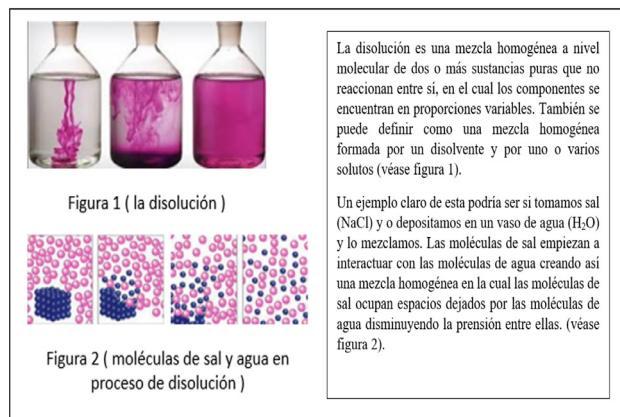 La disolución es una mezcla homogénea a nivel
molecular de dos o más sustancias puras que no
reaccionan entre sí, en el cual los componentes se
encuentran en proporciones variables. También se
puede definir como una mezcla homogénea
formada por un disolvente y por uno o varios
solutos (véase figura 1).
Un ejemplo claro de esta podría ser si tomamos sal
(NaCl) y o depositamos en un vaso de agua (H₂O)
y lo mezclamos. Las moléculas de sal empiezan a
interactuar con las moléculas de agua creando así
una mezcla homogénea en la cual las moléculas de
sal ocupan espacios dejados por las moléculas de
agua disminuyendo la prensión entre ellas. (véase
figura 2).
Figura 1 ( la disolución )
Figura 2 ( moléculas de sal y agua en
proceso de disolución )